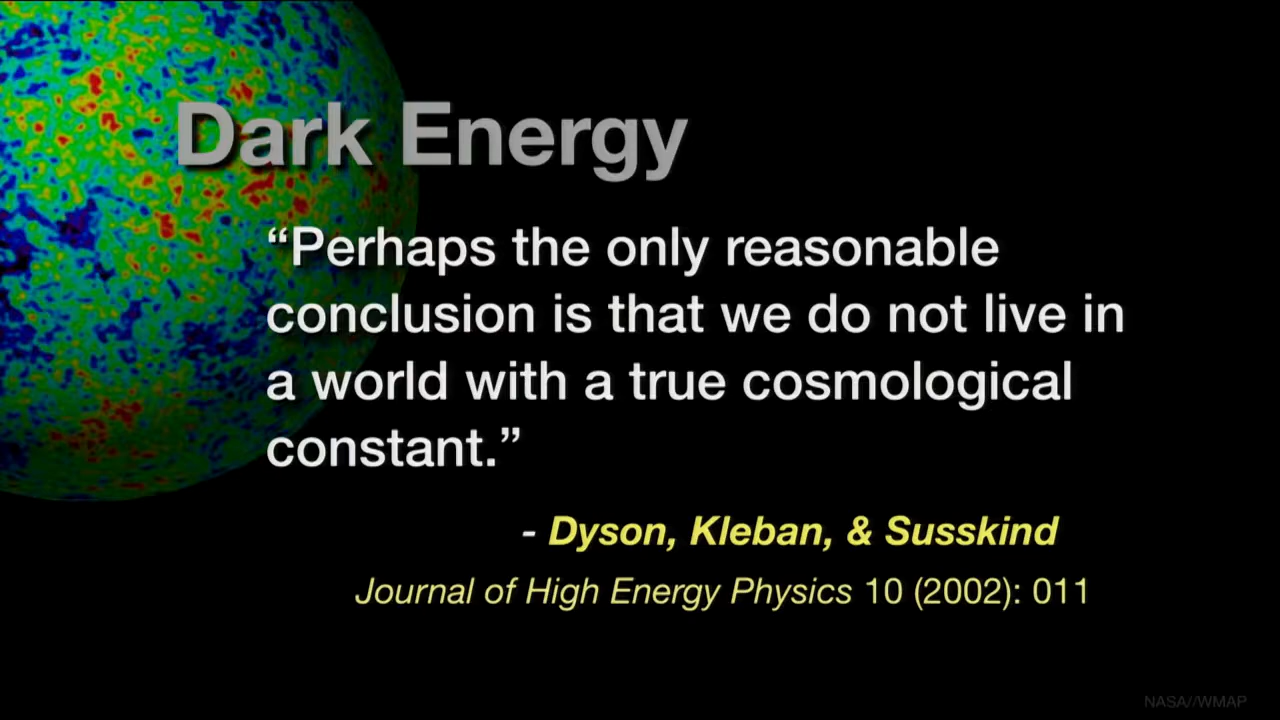 Dark Energy
“Perhaps the only reasonable
conclusion is that we do not live in
a world with a true cosmological
constant.”
- Dyson, Kleban, & Susskind
Journal of High Energy Physics 10 (2002): 011
NASA//WMAP